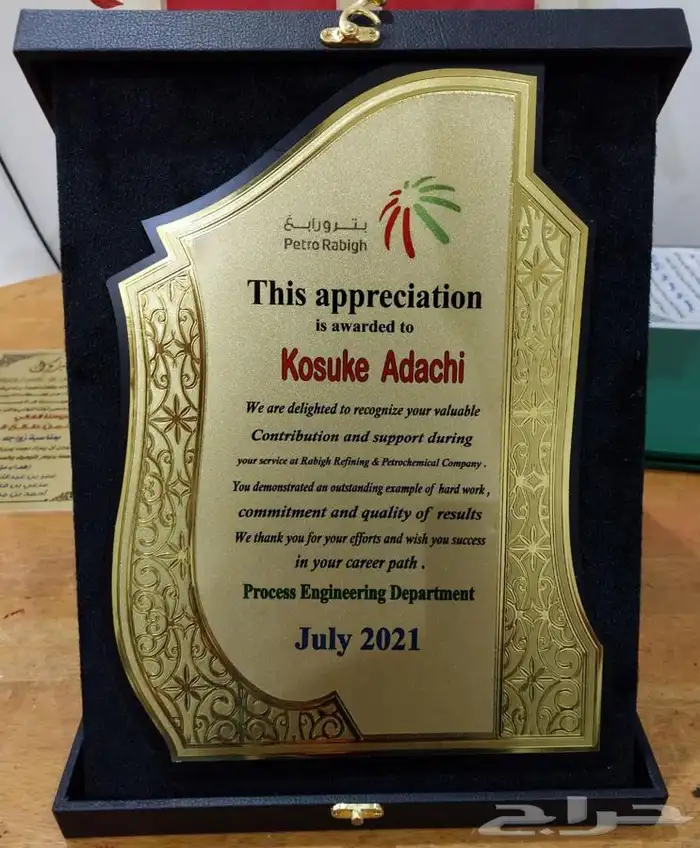 بترورابغ
Petro Rabigh
This appreciation
is awarded to
Kosuke Adachi
We are delighted to recognize your valuable
Contribution and support during
your service at Rabigh Refining & Petrochemical Company .
You demonstrated an outstanding example of hard work ,
commitment and quality of results
We thank you for your efforts and wish you success
in your career path .
Process Engineering Department
July 2021
حراج